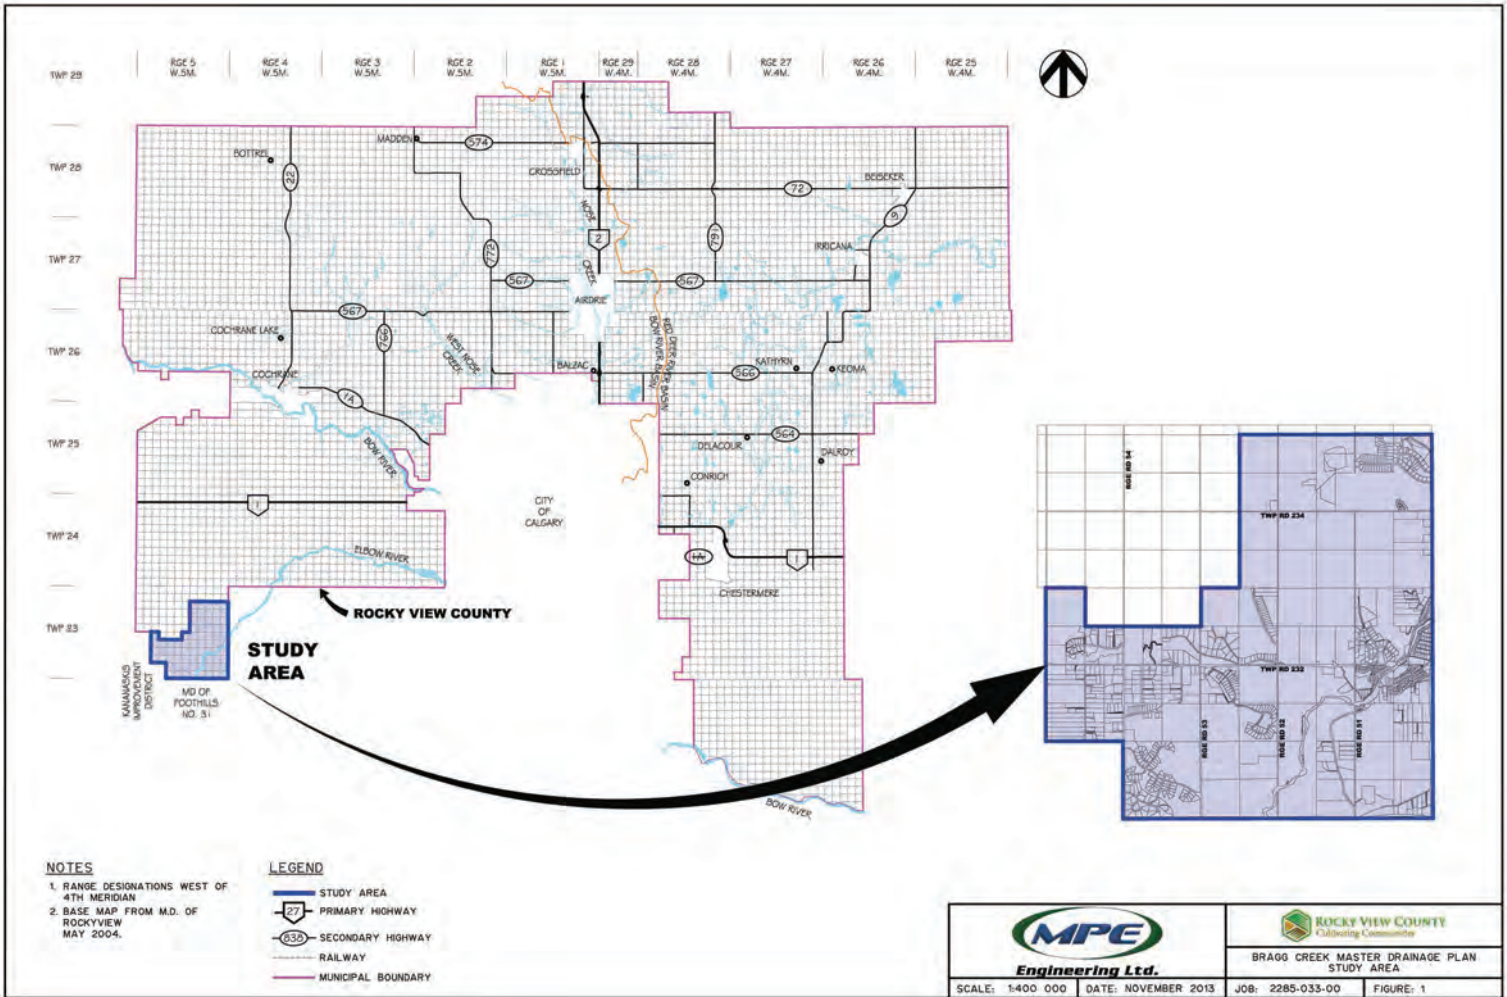 RGE 5
W.5M.
RGE 4
W.5M.
RGE 3
W.5M.
RGE 2
W.5M.
RGE 1
W.5M.
RGE 29
W.4M.
RGE 28
W.4M.
RGE 27
W.4M.
RGE 26
W.4M.
RGE 25
W.4M.
TWP 29
TWP 28
TWP 27
TWP 26
TWP 25
TWP 24
TWP 23
BOTTREL
22
MADDEN
574
CROSSFIELD
72
BEISEKER
9
NOSE
CREEK
2
791
IRRICANA
772
567
567
AIRDRIE
567
766
COCHRANE LAKE
COCHRANE
1A
WEST NOSE
CREEK
BALZAC
RED DEER RIVER BASIN
BOW RIVER BASIN
KATHYRN
KEOMA
566
BOW RIVER
564
DELACOUR
DALROY
CONRICH
1
CITY
OF
CALGARY
ELBOW RIVER
1A
1
CHESTERMERE
ROCKY VIEW COUNTY
STUDY
AREA
KANANASKIS
IMPROVEMENT
DISTRICT
MD OF
FOOTHILLS
NO. 31
BOW RIVER
RGE RD 54
TWP RD 234
TWP RD 232
RGE RD 53
RGE RD 52
RGE RD 51
NOTES
1. RANGE DESIGNATIONS WEST OF
4TH MERIDIAN
2. BASE MAP FROM M.D. OF
ROCKYVIEW
MAY 2004.
LEGEND
STUDY AREA
27 PRIMARY HIGHWAY
838 SECONDARY HIGHWAY
RAILWAY
MUNICIPAL BOUNDARY
MPE
Engineering Ltd.
ROCKY VIEW COUNTY
Cultivating Communities
BRAGG CREEK MASTER DRAINAGE PLAN
STUDY AREA
SCALE: 1:400 000
DATE: NOVEMBER 2013
JOB: 2285-033-00
FIGURE: 1